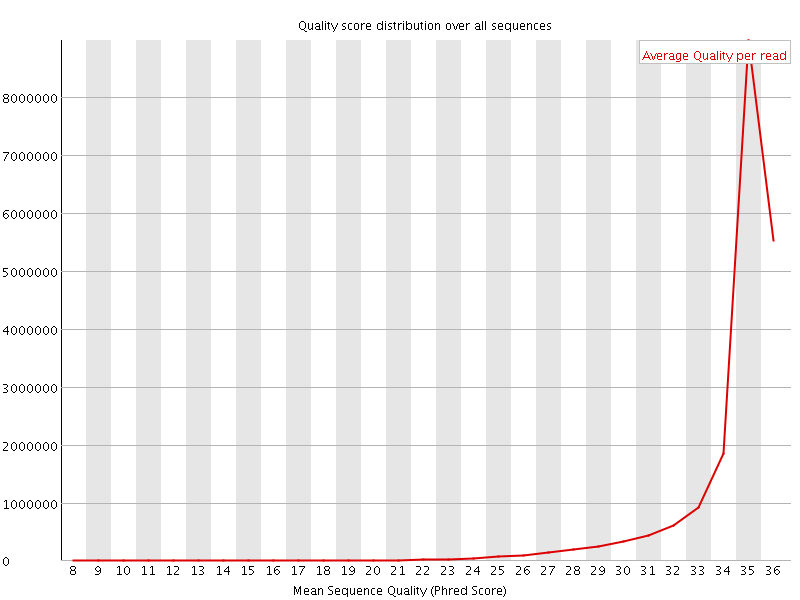 Quality score distribution over all sequences
Average Quality per read
8000000
7000000
6000000
5000000
4000000
3000000
2000000
1000000
0
8 9 10 11 12 13 14 15 16 17 18 19 20 21 22 23 24 25 26 27 28 29 30 31 32 33 34 35 36
Mean Sequence Quality (Phred Score)